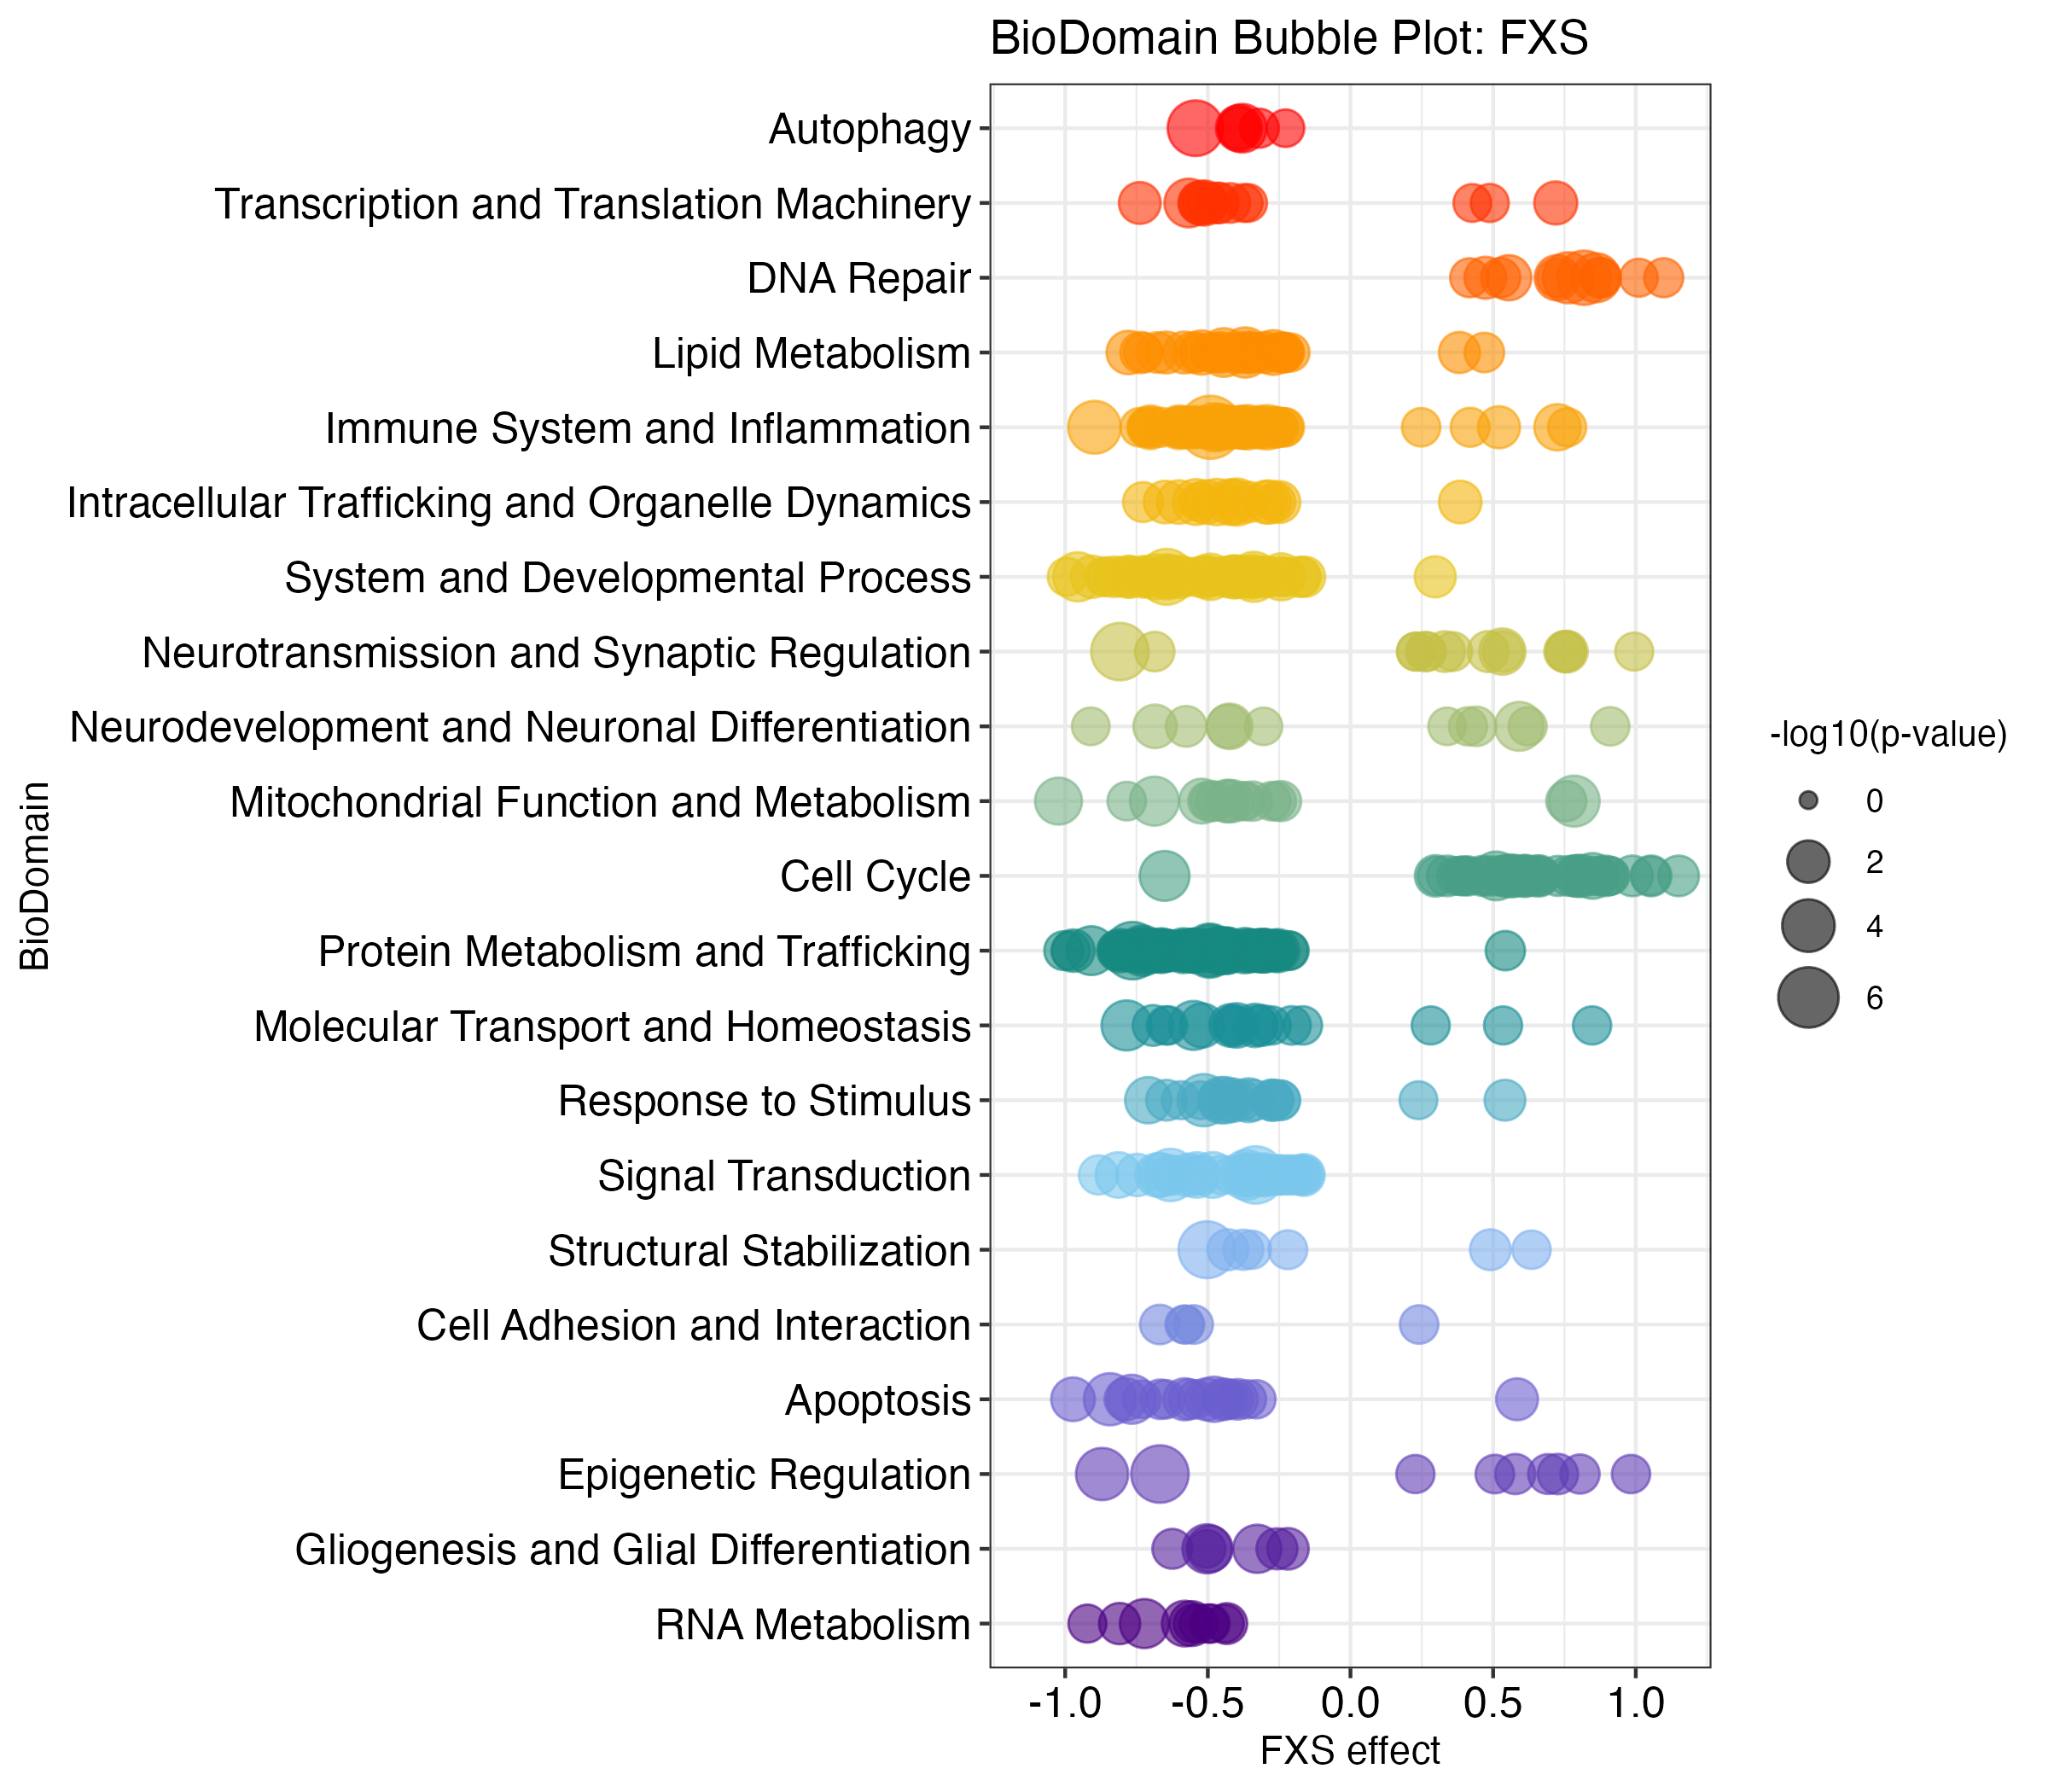 BioDomain Bubble Plot: FXS
BioDomain
Autophagy
Transcription and Translation Machinery
DNA Repair
Lipid Metabolism
Immune System and Inflammation
Intracellular Trafficking and Organelle Dynamics
System and Developmental Process
Neurotransmission and Synaptic Regulation
Neurodevelopment and Neuronal Differentiation
Mitochondrial Function and Metabolism
Cell Cycle
Protein Metabolism and Trafficking
Molecular Transport and Homeostasis
Response to Stimulus
Signal Transduction
Structural Stabilization
Cell Adhesion and Interaction
Apoptosis
Epigenetic Regulation
Gliogenesis and Glial Differentiation
RNA Metabolism
-1.0 -0.5 0.0 0.5 1.0
FXS effect
-log10(p-value)
0
2
4
6